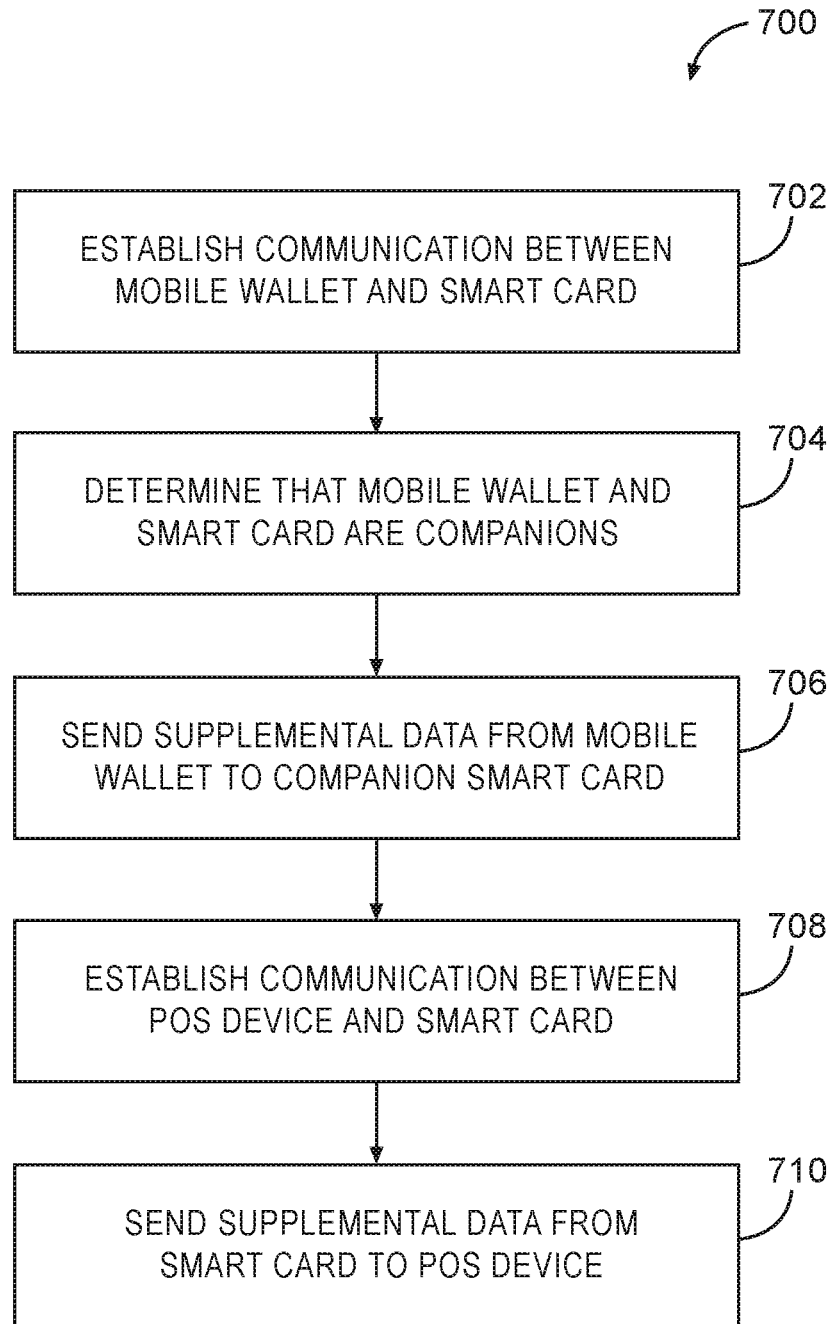 700
702
ESTABLISH COMMUNICATION BETWEEN
MOBILE WALLET AND SMART CARD
704
DETERMINE THAT MOBILE WALLET AND
SMART CARD ARE COMPANIONS
706
SEND SUPPLEMENTAL DATA FROM MOBILE
WALLET TO COMPANION SMART CARD
708
ESTABLISH COMMUNICATION BETWEEN
POS DEVICE AND SMART CARD
710
SEND SUPPLEMENTAL DATA FROM
SMART CARD TO POS DEVICE